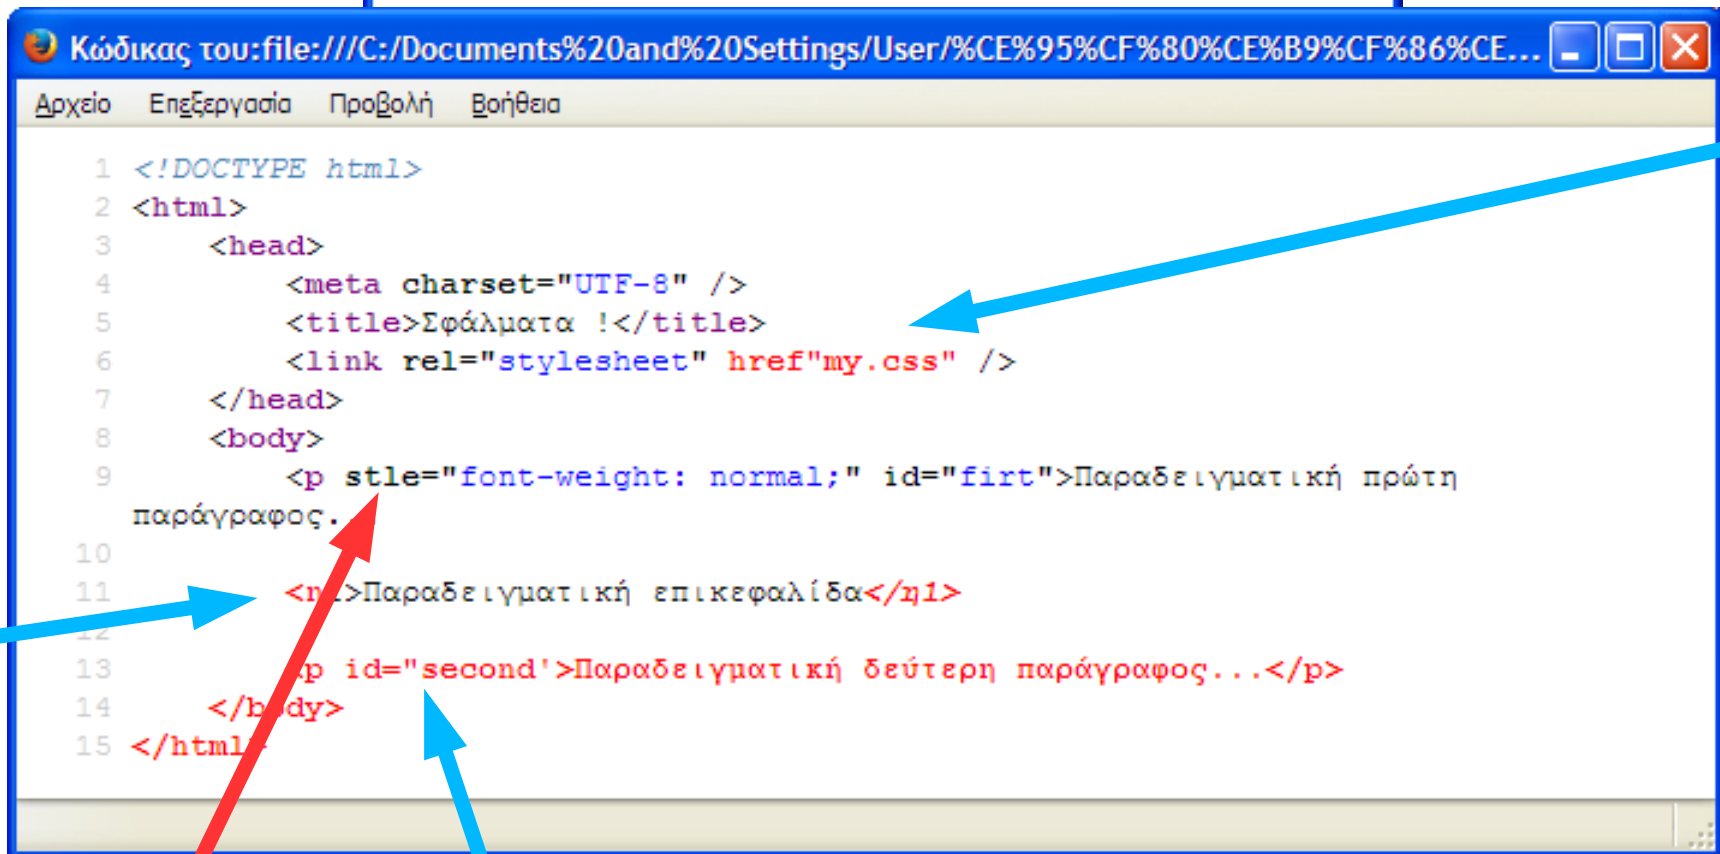 Κώδικας του:file:///C:/Documents%20and%20Settings/User/%CE%95%CF%80%CE%B9%CF%86%CE...
Αρχείο Επεξεργασία Προβολή Βοήθεια
1 <!DOCTYPE html>
2 <html>
3 <head>
4 <meta charset="UTF-8" />
5 <title>Σφάλματα !</title>
6 <link rel="stylesheet" href"my.css" />
7 </head>
8 <body>
9 <p stle="font-weight: normal;" id="firt">Παραδειγματική πρώτη
παράγραφος.
10
11 >Παραδειγματική επικεφαλίδα</η1>
12
13 p id="second'>Παραδειγματική δεύτερη παράγραφος...</p>
14 </body>
15 </html>